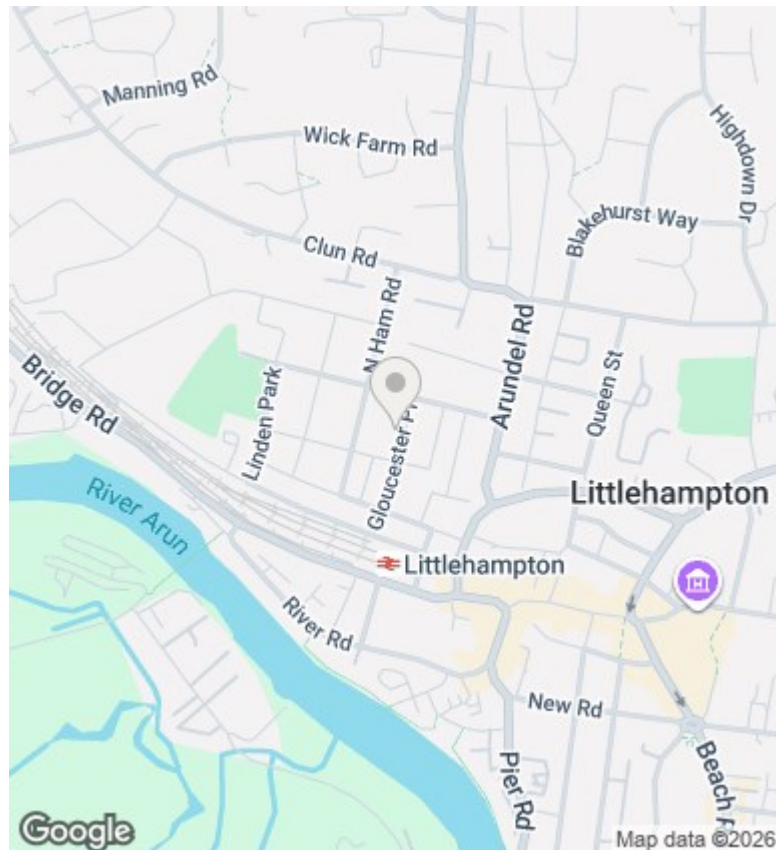 Manning Rd
Wick Farm Rd
Highdown Dr
Blakehurst Way
Clun Rd
N Ham Rd
Arundel Rd
Queen St
Bridge Rd
Linden Park
Gloucester Pl
Littlehampton
River Arun
Littlehampton
River Rd
New Rd
Pier Rd
Beach
Google
Map data ©2026